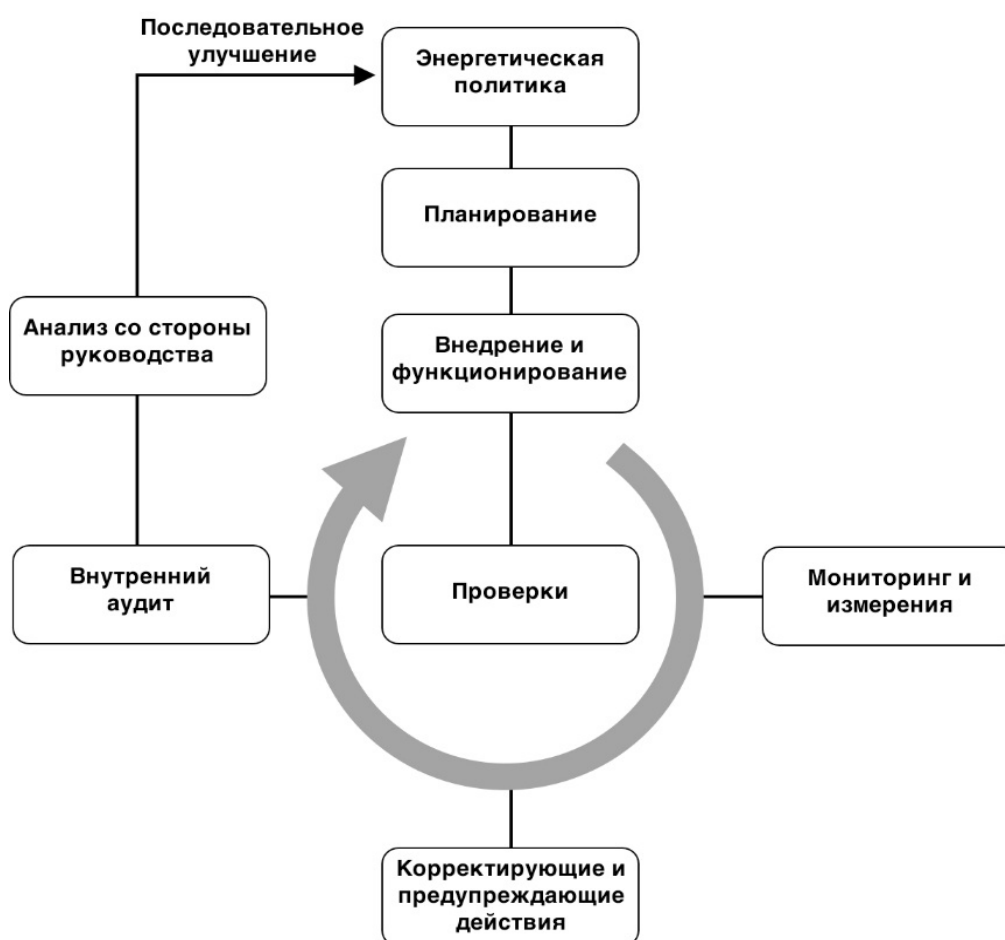 Последовательное
улучшение
Энергетическая
политика
Планирование
Анализ со стороны
руководства
Внедрение и
функционирование
Внутренний
аудит
Проверки
Мониторинг и
измерения
Корректирующие и
предупреждающие
действия